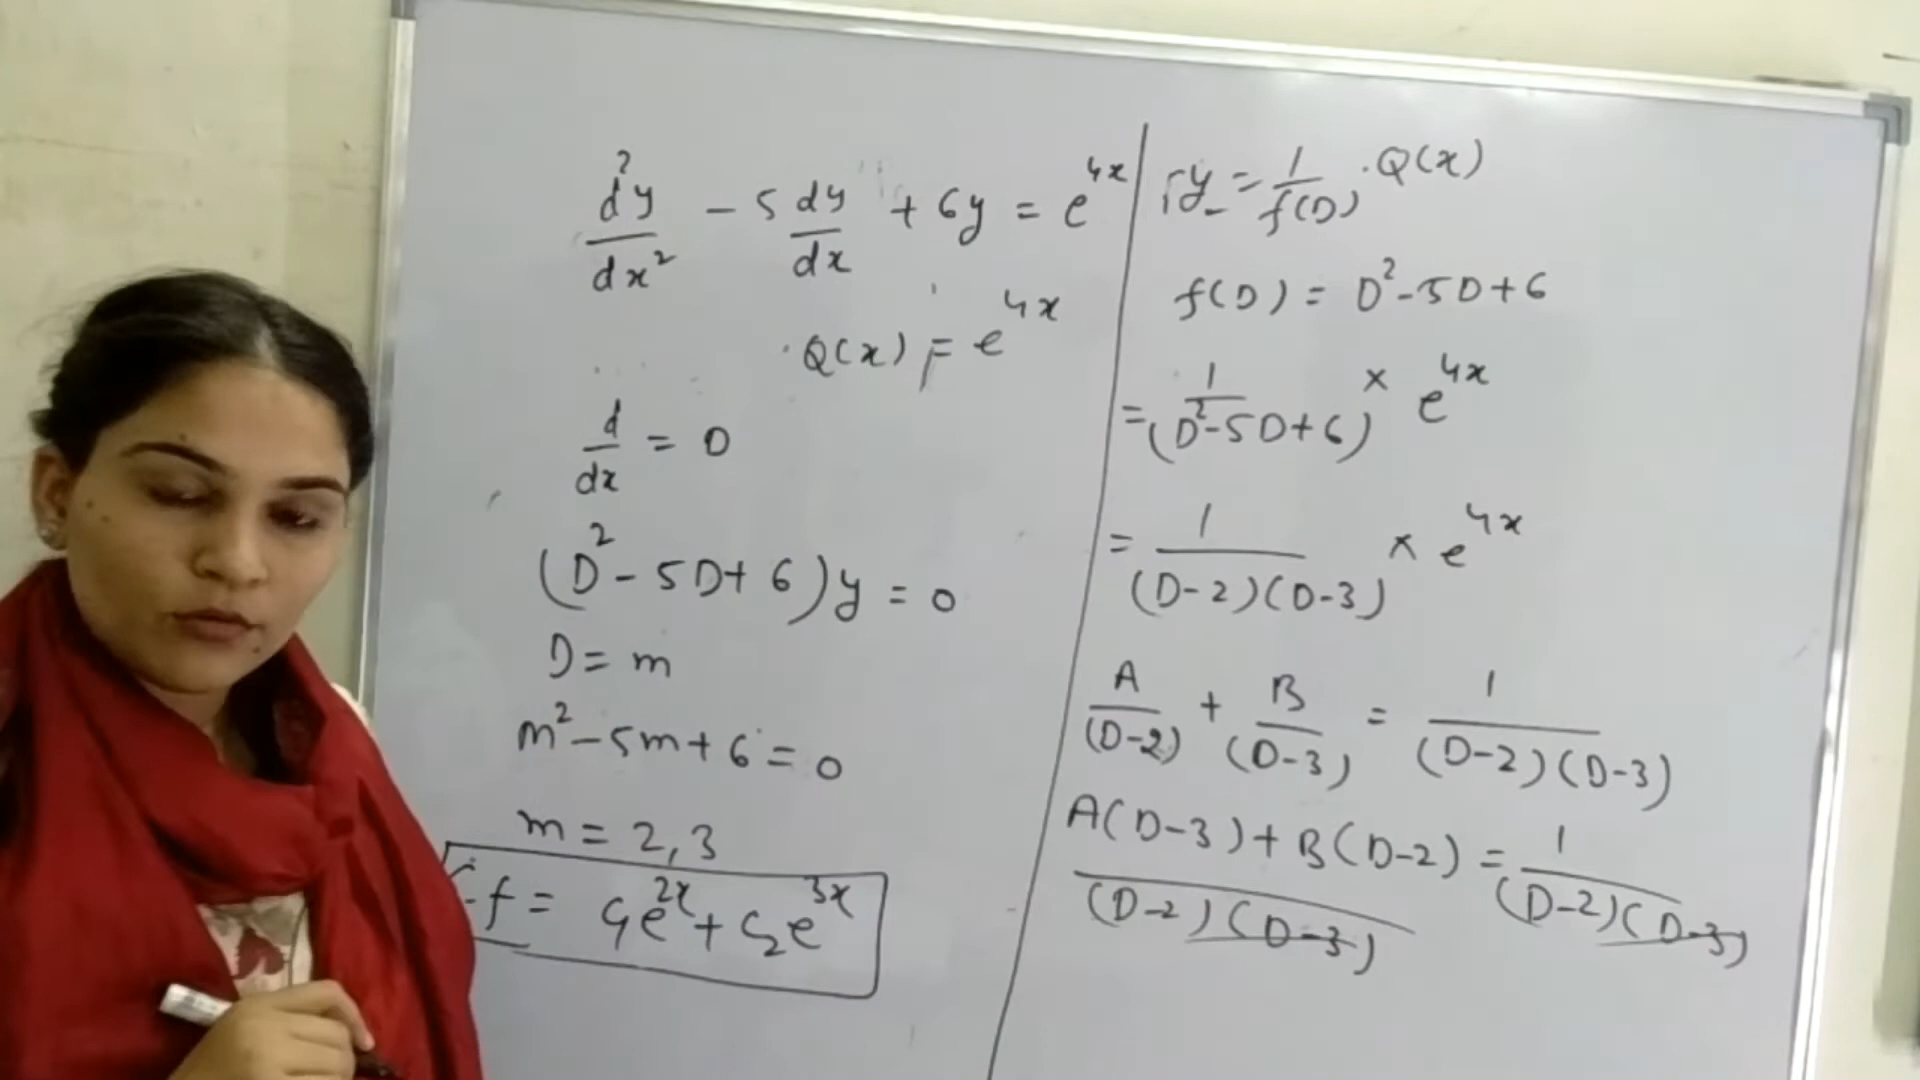 d²y/dx² - 5 dy/dx + 6y = e^4x
Q(x) = e^4x
d/dx = D
(D² - 5D + 6)y = 0
D = m
m² - 5m + 6 = 0
m = 2, 3
.f = c₁e^2x + c₂e^3x
y = 1/f(D) . Q(x)
f(D) = D² - 5D + 6
= 1/(D² - 5D + 6) × e^4x
= 1/(D-2)(D-3) × e^4x
A/(D-2) + B/(D-3) = 1/(D-2)(D-3)
A(D-3) + B(D-2)/(D-2)(D-3) = 1/(D-2)(D-3)